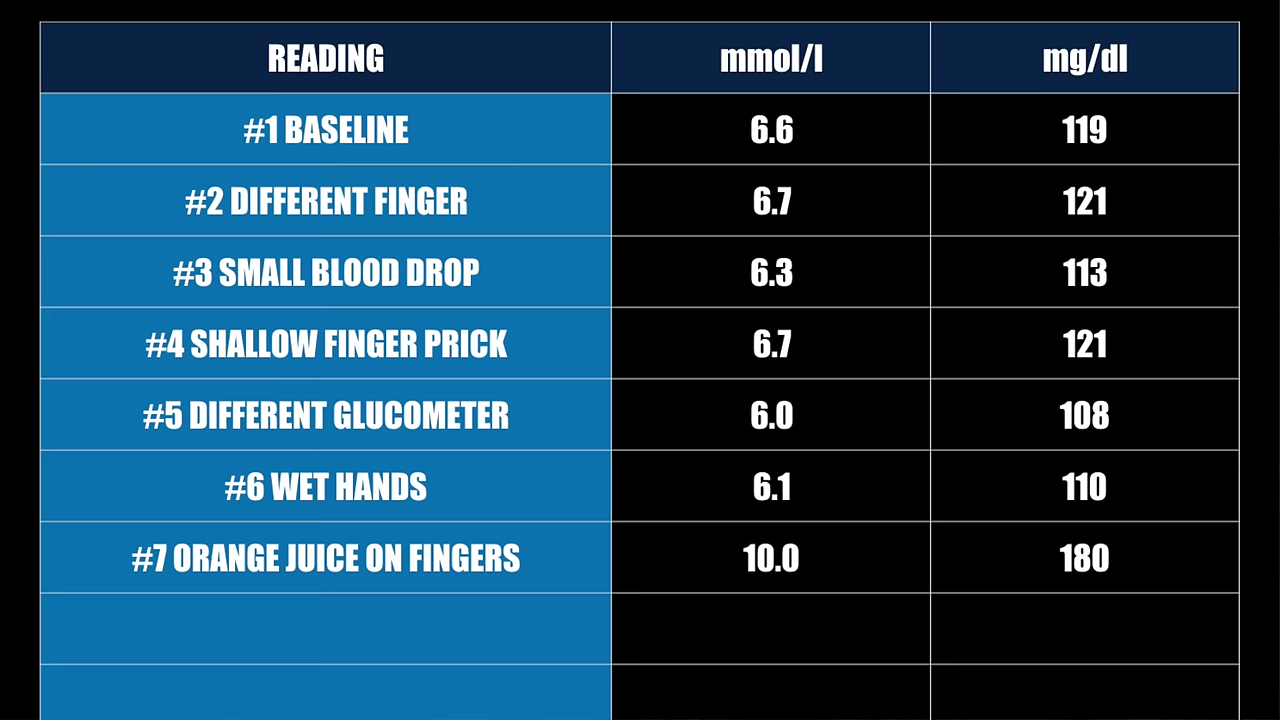 READING mmol/l mg/dl
#1 BASELINE 6.6 119
#2 DIFFERENT FINGER 6.7 121
#3 SMALL BLOOD DROP 6.3 113
#4 SHALLOW FINGER PRICK 6.7 121
#5 DIFFERENT GLUCOMETER 6.0 108
#6 WET HANDS 6.1 110
#7 ORANGE JUICE ON FINGERS 10.0 180